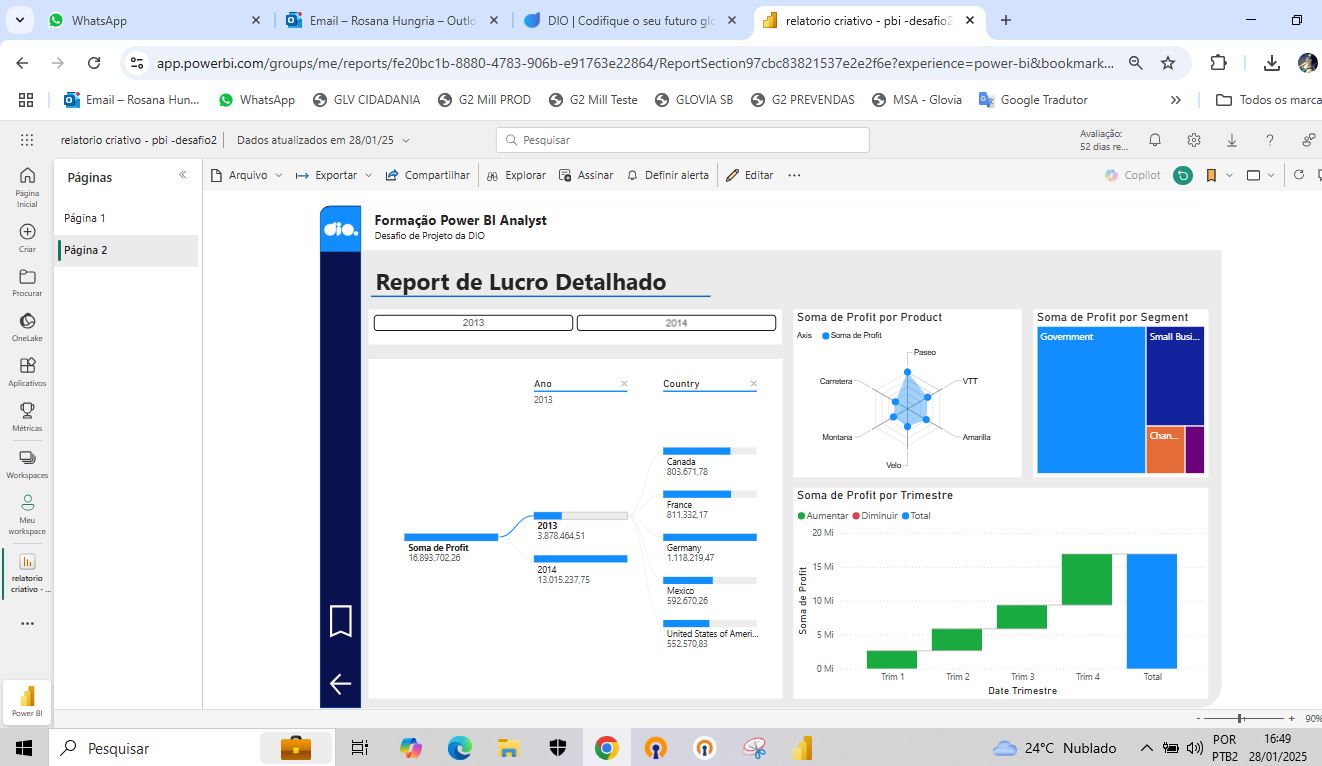 WhatsApp
Email – Rosana Hungria – Outlo
DIO | Codifique o seu futuro glo
relatorio criativo - pbi -desafio2
app.powerbi.com/groups/me/reports/fe20bc1b-8880-4783-906b-e91763e22864/ReportSection97cbc83821537e2e2f6e?experience=power-bi&bookmark...
Email – Rosana Hun...
WhatsApp
GLV CIDADANIA
G2 Mill PROD
G2 Mill Teste
GLOVIA SB
G2 PREVENDAS
MSA - Glovia
Google Tradutor
Todos os marca
relatorio criativo - pbi -desafio2
Dados atualizados em 28/01/25
Pesquisar
Avaliação:
52 dias re...
Página
Inicial
Criar
Procurar
OneLake
Aplicativos
Métricas
Workspaces
Meu
workspace
relatorio
criativo - ...
Power BI
Páginas
Página 1
Página 2
Arquivo
Exportar
Compartilhar
Explorar
Assinar
Definir alerta
Editar
Copilot
dio.
Formação Power BI Analyst
Desafio de Projeto da DIO
Report de Lucro Detalhado
2013
2014
Ano
2013
Country
Soma de Profit
16.893.702,26
2013
3.878.464,51
2014
13.015.237,75
Canada
803.671,78
France
811.332,17
Germany
1.118.219,47
Mexico
592.670,26
United States of Ameri...
552.570,83
Soma de Profit por Product
Axis
Soma de Profit
Paseo
VTT
Amarilla
Velo
Montana
Carretera
Soma de Profit por Segment
Government
Small Busi...
Chan...
Soma de Profit por Trimestre
Aumentar
Diminuir
Total
Soma de Profit
20 Mi
15 Mi
10 Mi
5 Mi
0 Mi
Trim 1
Trim 2
Trim 3
Trim 4
Total
Date Trimestre
90%
Pesquisar
24°C Nublado
POR
PTB2
16:49
28/01/2025